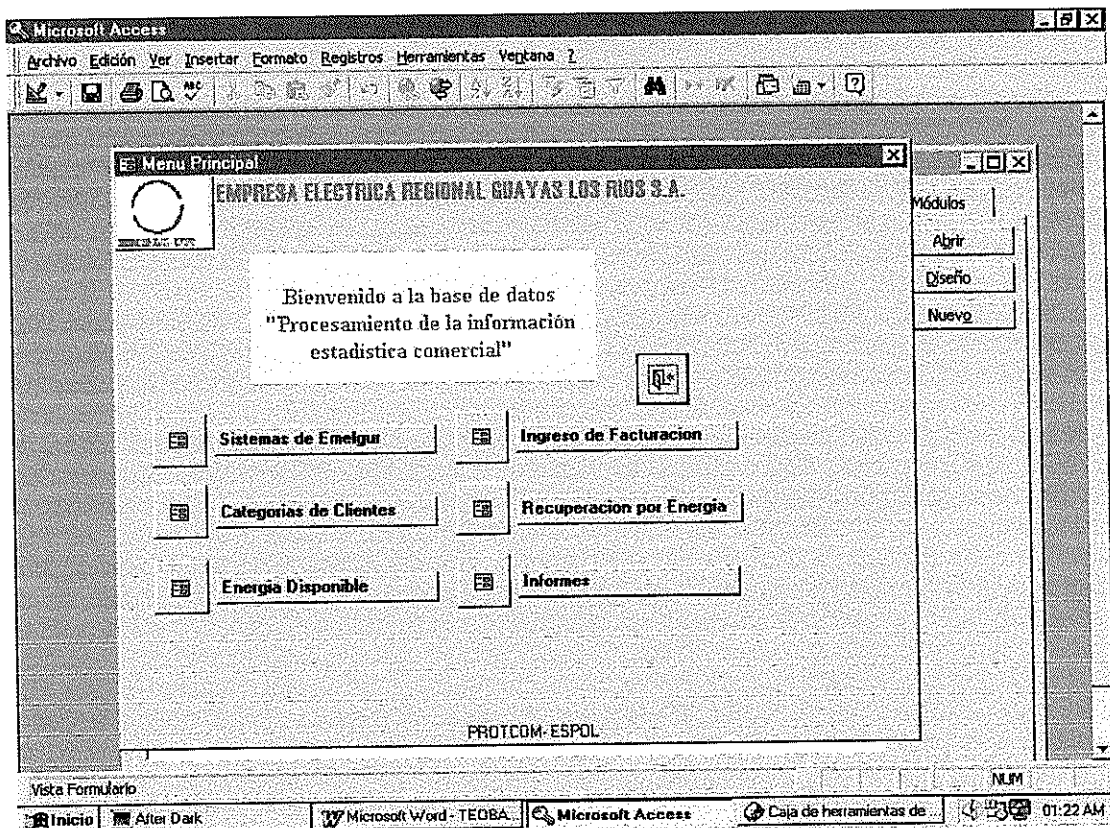 Microsoft Access
Archivo Edición Ver Insertar Formato Registros Herramientas Ventana ?
Menu Principal
EMPRESA ELECTRICA REGIONAL GUAYAS LOS RIOS S.A.
Módulos
Abrir
Diseño
Nuevo
Bienvenido a la base de datos
"Procesamiento de la información
estadistica comercial"
Sistemas de Emelgur
Ingreso de Facturacion
Categorias de Clientes
Recuperacion por Energia
Energia Disponible
Informes
PROTCOM-ESPOL
Vista Formulario
NUM
Inicio
After Dark
Microsoft Word - TEOBA...
Microsoft Access
Caja de herramientas de ...
01:22 AM